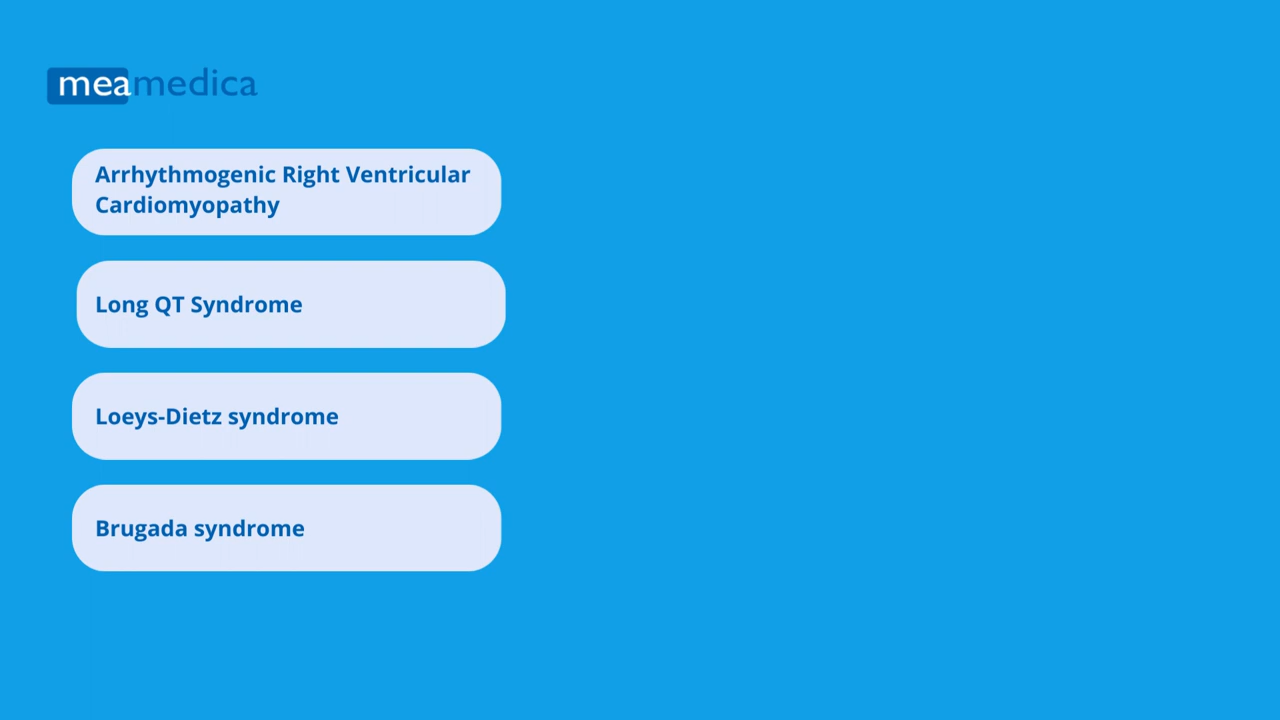 meamedica
Arrhythmogenic Right Ventricular
Cardiomyopathy
Long QT Syndrome
Loeys-Dietz syndrome
Brugada syndrome